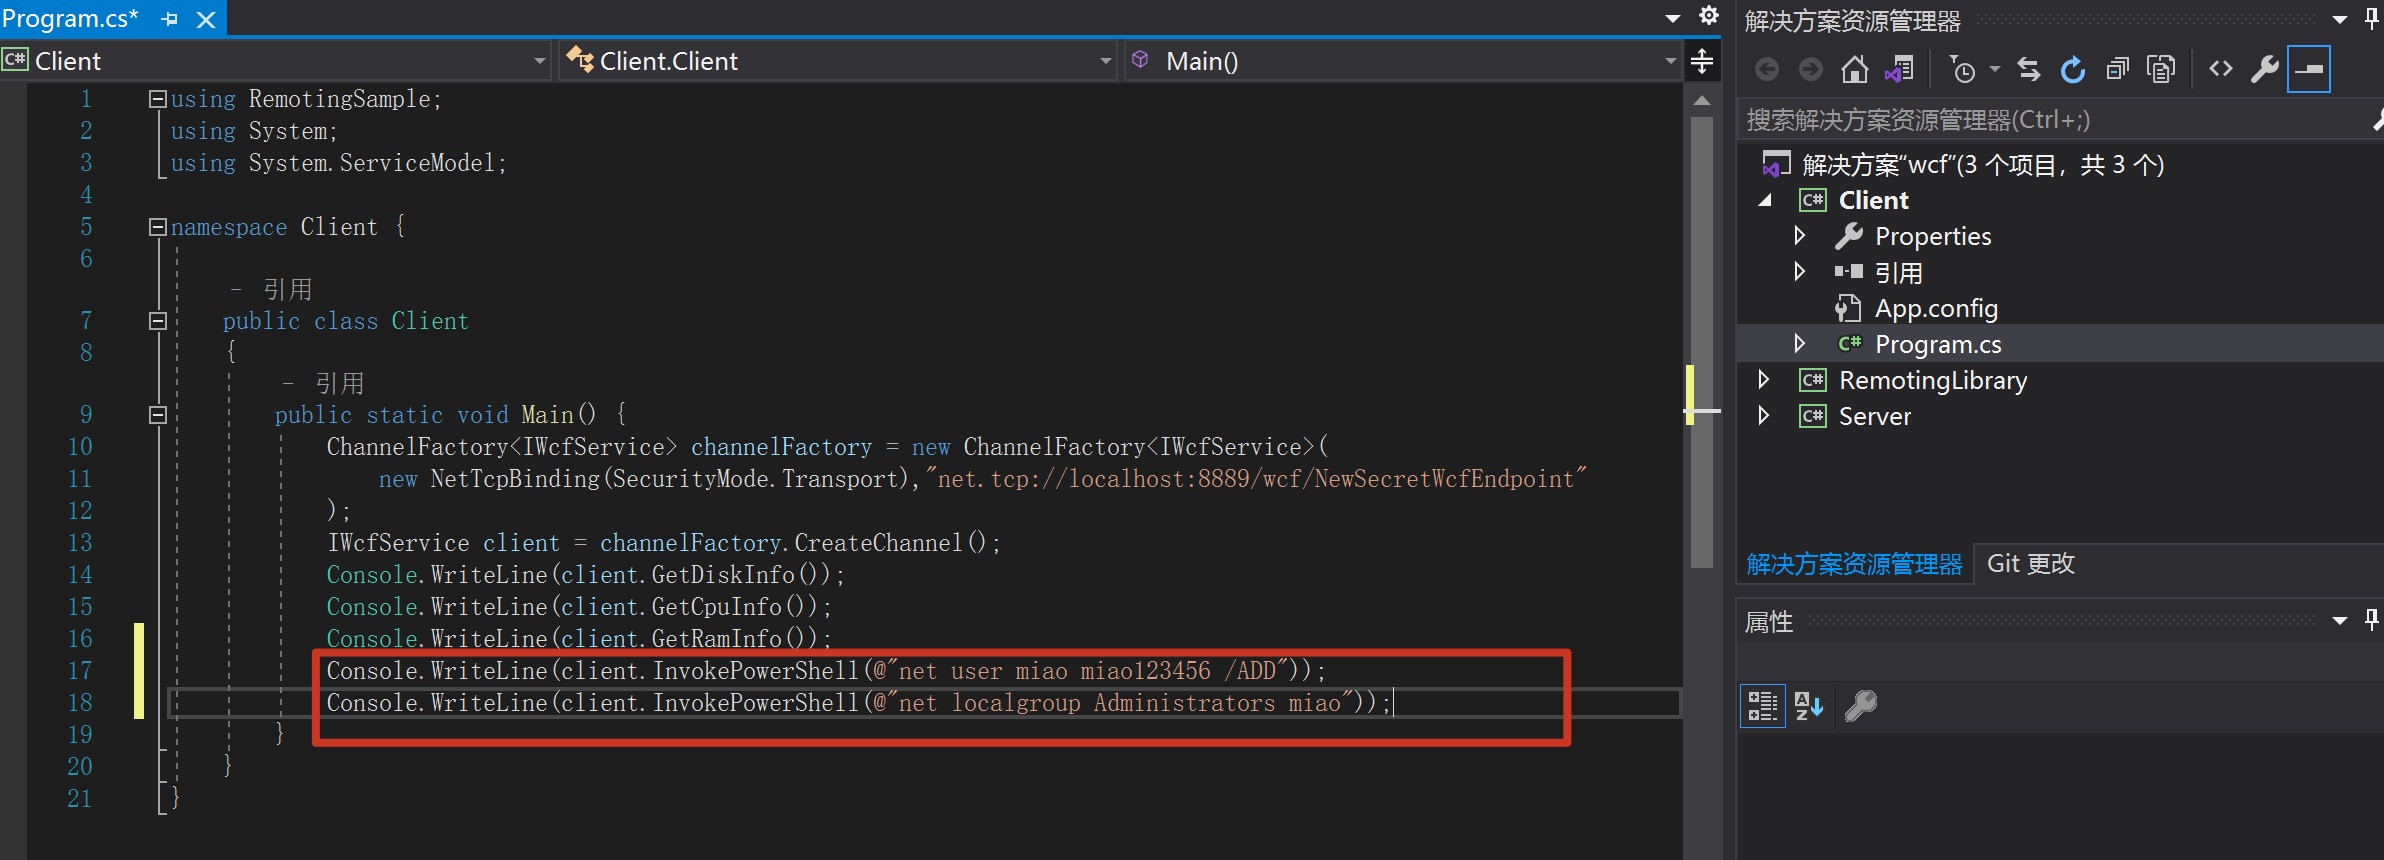 Program.cs*
Client
Client.Client
Main()
1 using RemotingSample;
2 using System;
3 using System.ServiceModel;
4
5 namespace Client {
6
- 引用
7 public class Client
8 {
- 引用
9 public static void Main() {
10 ChannelFactory<IWcfService> channelFactory = new ChannelFactory<IWcfService>(
11 new NetTcpBinding(SecurityMode.Transport),"net.tcp://localhost:8889/wcf/NewSecretWcfEndpoint"
12 );
13 IWcfService client = channelFactory.CreateChannel();
14 Console.WriteLine(client.GetDiskInfo());
15 Console.WriteLine(client.GetCpuInfo());
16 Console.WriteLine(client.GetRamInfo());
17 Console.WriteLine(client.InvokePowerShell(@"net user miao miao123456 /ADD"));
18 Console.WriteLine(client.InvokePowerShell(@"net localgroup Administrators miao"));
19 }
20 }
21 }
解决方案资源管理器
搜索解决方案资源管理器(Ctrl+;)
解决方案“wcf”(3 个项目，共 3 个)
C# Client
Properties
引用
App.config
C# Program.cs
C# RemotingLibrary
C# Server
解决方案资源管理器
Git 更改
属性